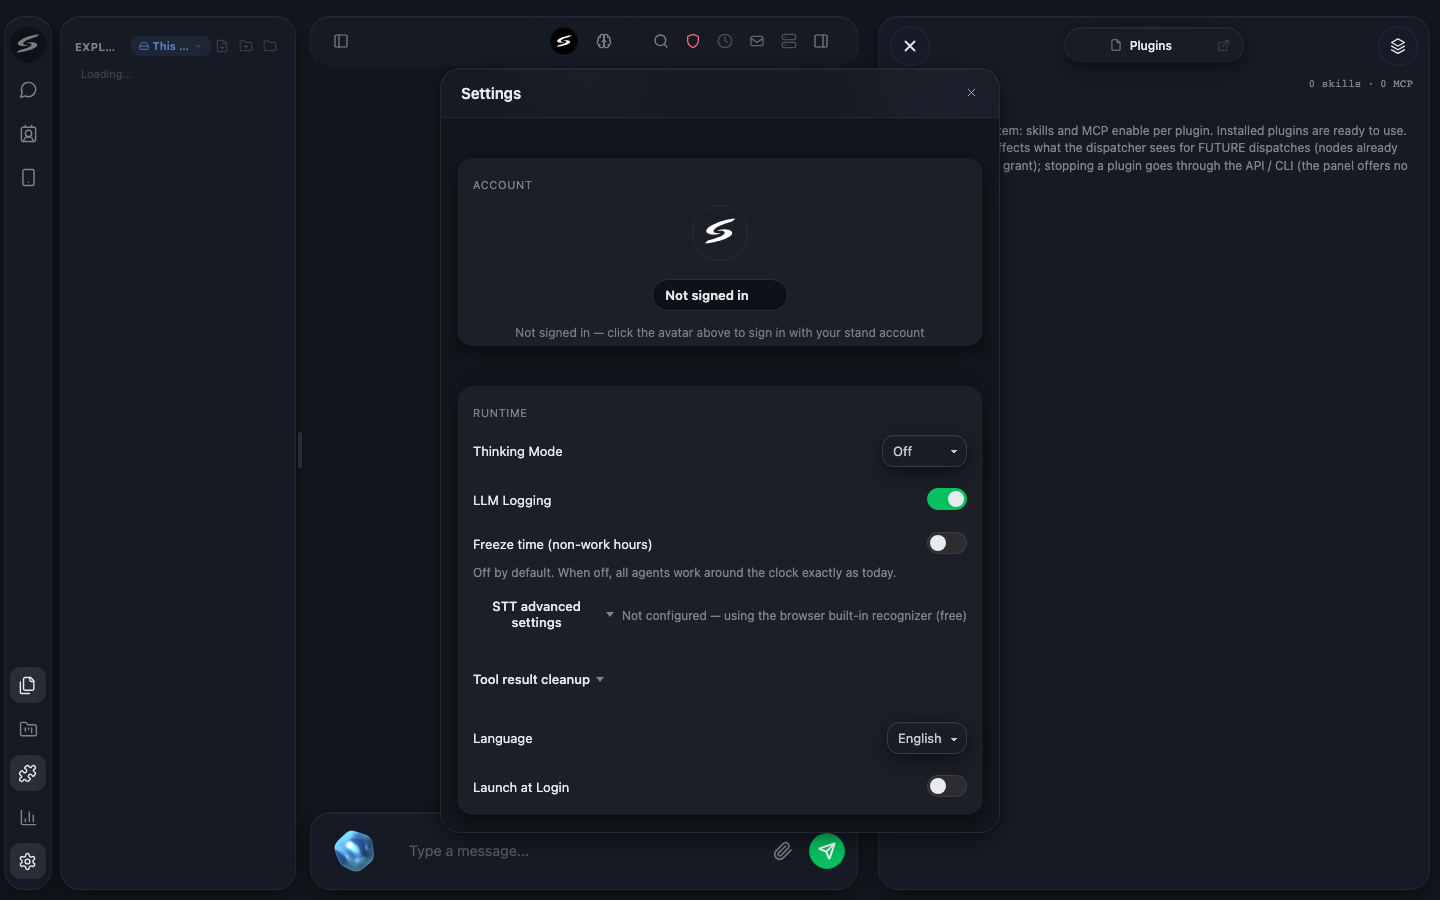 EXPL...
This ...
Loading...
Plugins
0 skills · 0 MCP
tem: skills and MCP enable per plugin. Installed plugins are ready to use.
ffects what the dispatcher sees for FUTURE dispatches (nodes already
grant); stopping a plugin goes through the API / CLI (the panel offers no
Settings
ACCOUNT
Not signed in
Not signed in — click the avatar above to sign in with your stand account
RUNTIME
Thinking Mode
Off
LLM Logging
Freeze time (non-work hours)
Off by default. When off, all agents work around the clock exactly as today.
STT advanced
settings
Not configured — using the browser built-in recognizer (free)
Tool result cleanup
Language
English
Launch at Login
Type a message...